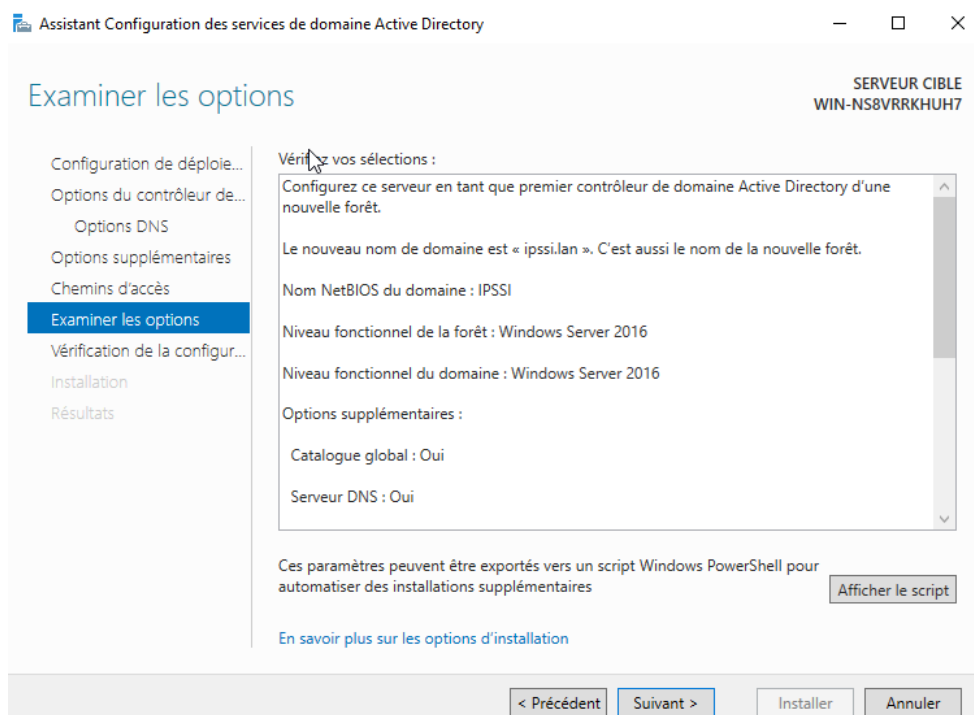 Assistant Configuration des services de domaine Active Directory
Examiner les options
SERVEUR CIBLE
WIN-NS8VRRKHUH7
Configuration de déploie...
Options du contrôleur de...
Options DNS
Options supplémentaires
Chemins d'accès
Examiner les options
Vérification de la configur...
Installation
Résultats
Vérifiez vos sélections :
Configurez ce serveur en tant que premier contrôleur de domaine Active Directory d'une
nouvelle forêt.
Le nouveau nom de domaine est « ipssi.lan ». C'est aussi le nom de la nouvelle forêt.
Nom NetBIOS du domaine : IPSSI
Niveau fonctionnel de la forêt : Windows Server 2016
Niveau fonctionnel du domaine : Windows Server 2016
Options supplémentaires :
Catalogue global : Oui
Serveur DNS : Oui
Ces paramètres peuvent être exportés vers un script Windows PowerShell pour
automatiser des installations supplémentaires
Afficher le script
En savoir plus sur les options d'installation
< Précédent
Suivant >
Installer
Annuler